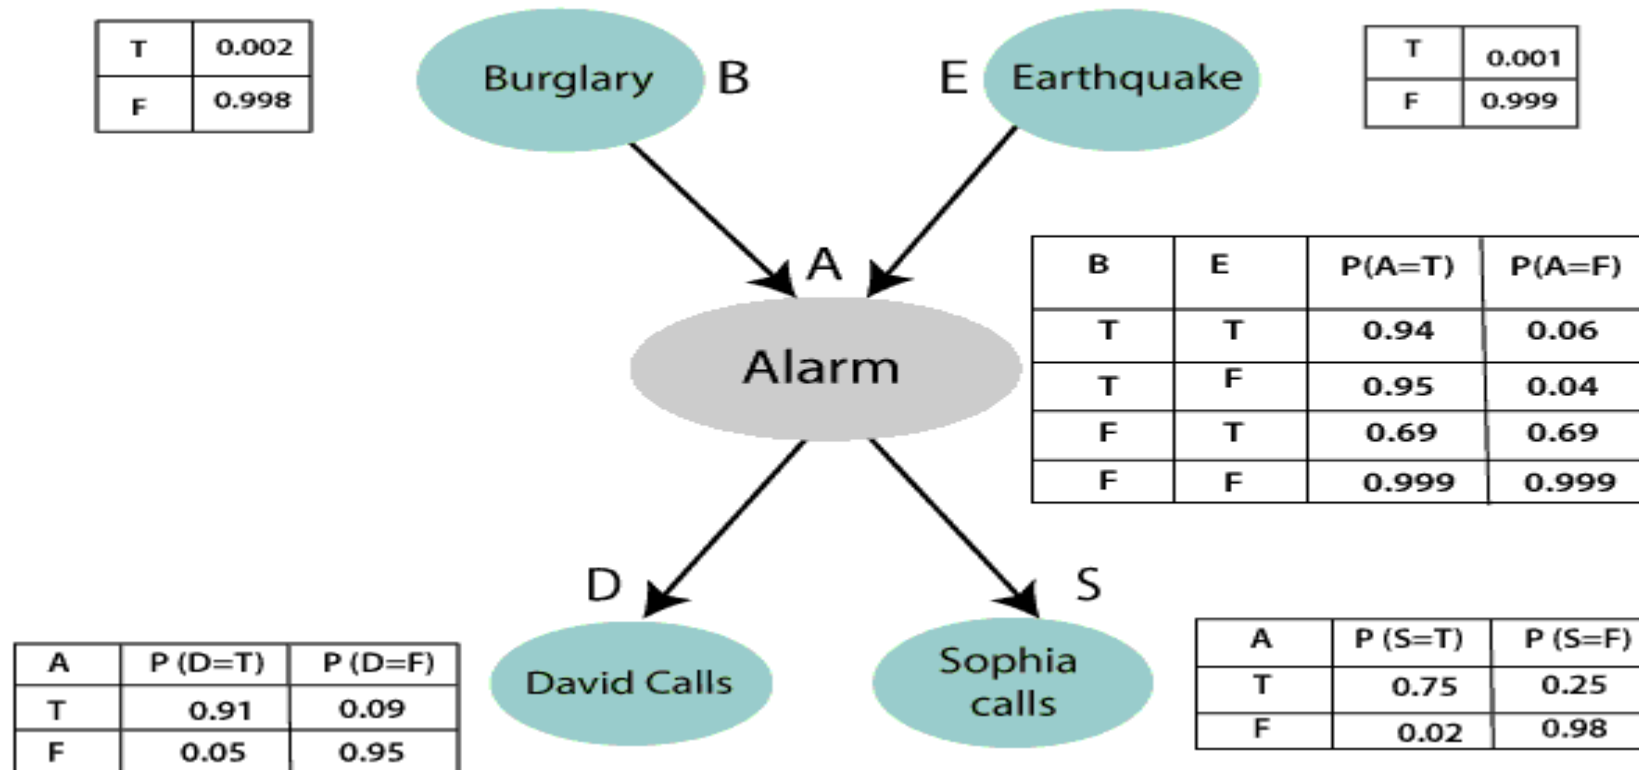 T 0.002
F 0.998
Burglary B
E Earthquake
T 0.001
F 0.999
A
B E P(A=T) P(A=F)
T T 0.94 0.06
T F 0.95 0.04
F T 0.69 0.69
F F 0.999 0.999
Alarm
D
S
A P (D=T) P (D=F)
T 0.91 0.09
F 0.05 0.95
David Calls
Sophia
calls
A P (S=T) P (S=F)
T 0.75 0.25
F 0.02 0.98